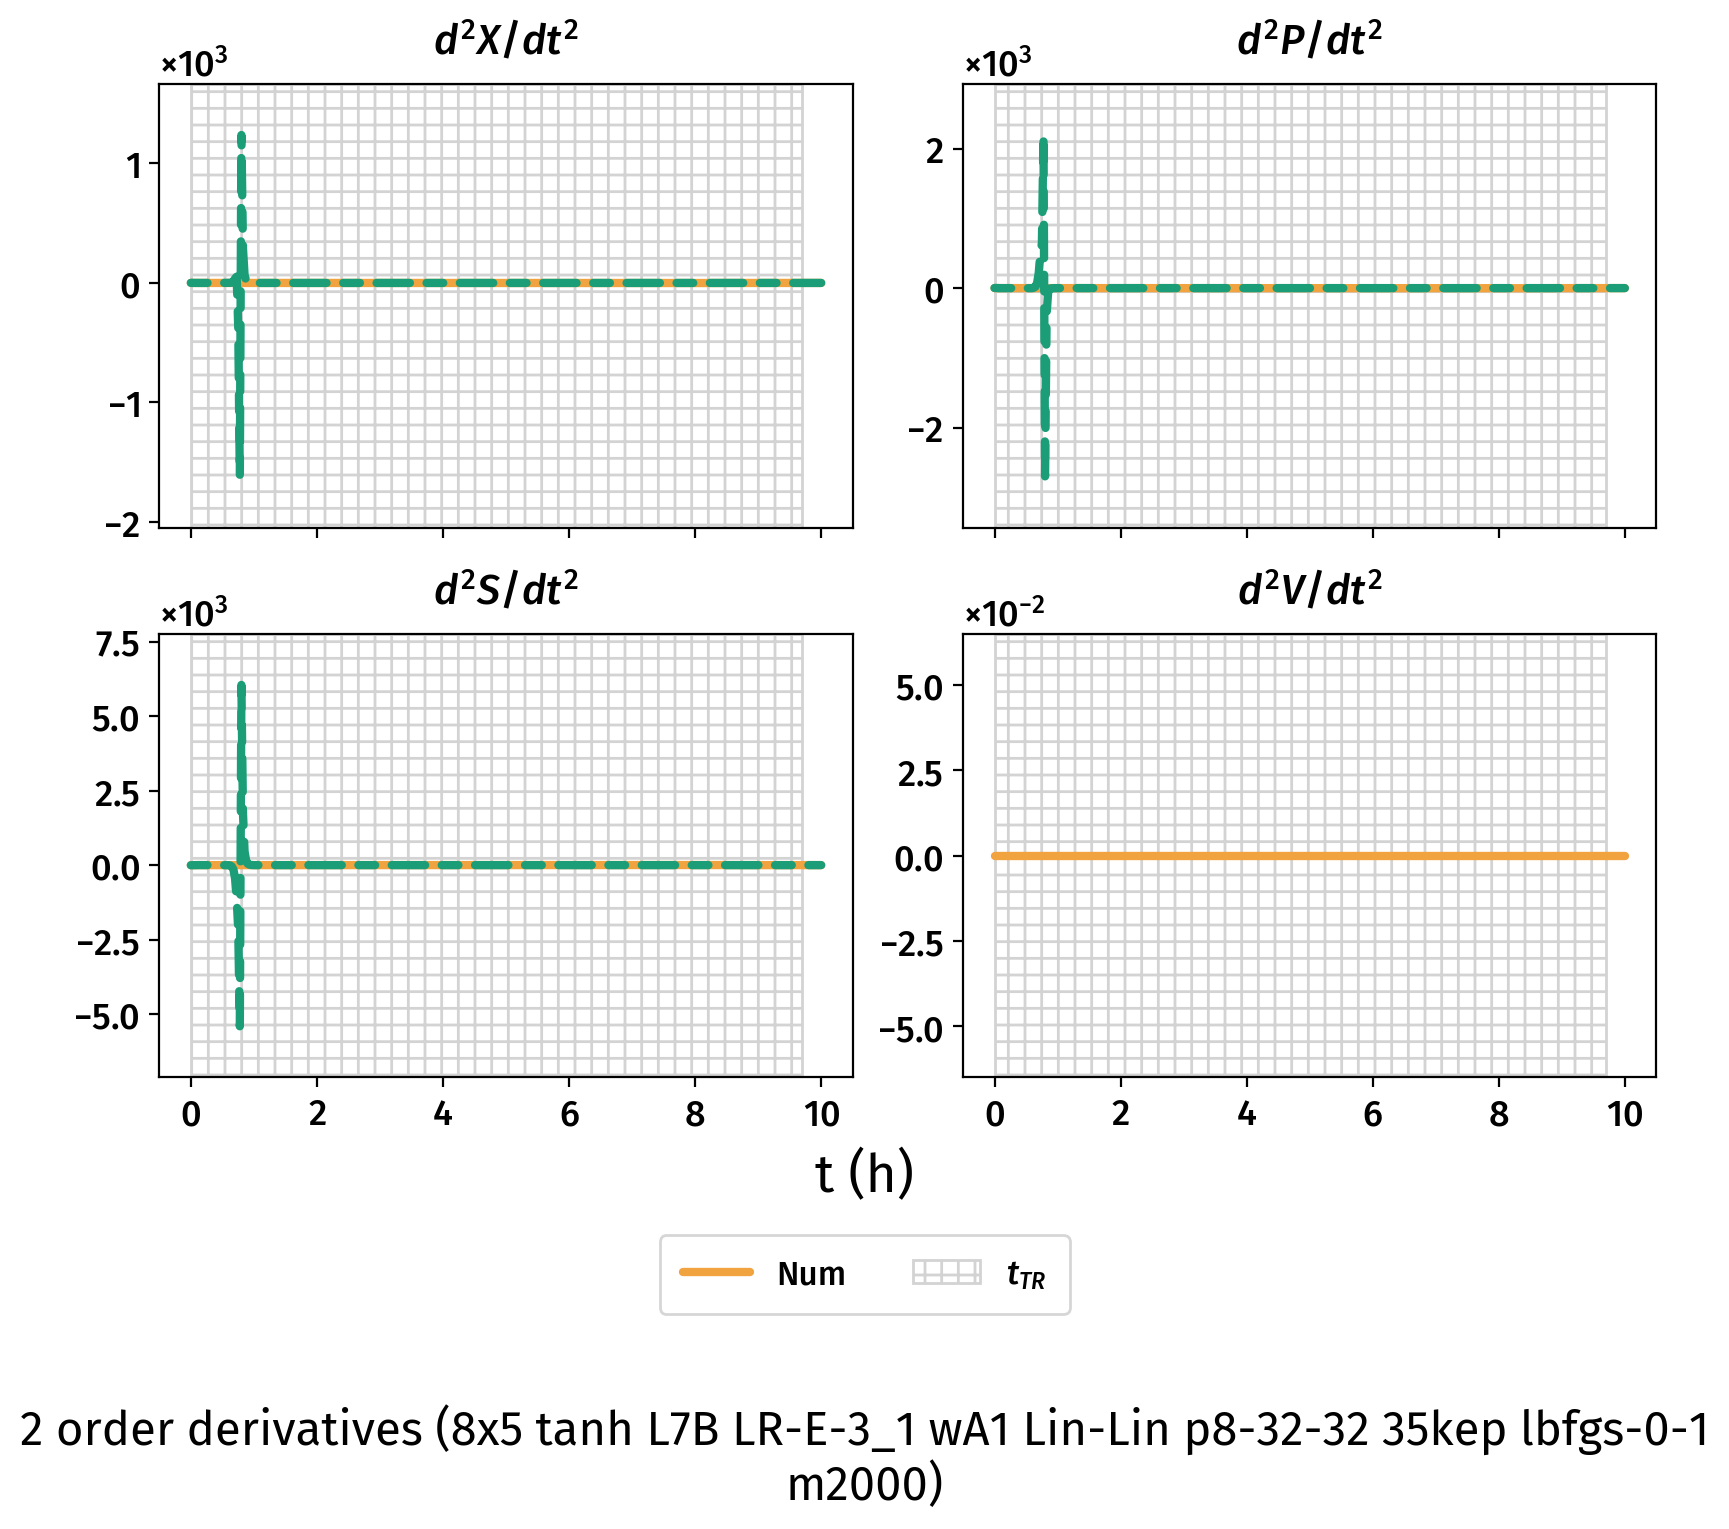 d²X/dt²
×10³
1
0
−1
−2
d²P/dt²
×10³
2
0
−2
d²S/dt²
×10³
7.5
5.0
2.5
0.0
−2.5
−5.0
0 2 4 6 8 10
d²V/dt²
×10⁻²
5.0
2.5
0.0
−2.5
−5.0
0 2 4 6 8 10
t (h)
Num t_TR
2 order derivatives (8x5 tanh L7B LR-E-3_1 wA1 Lin-Lin p8-32-32 35kep lbfgs-0-1
m2000)